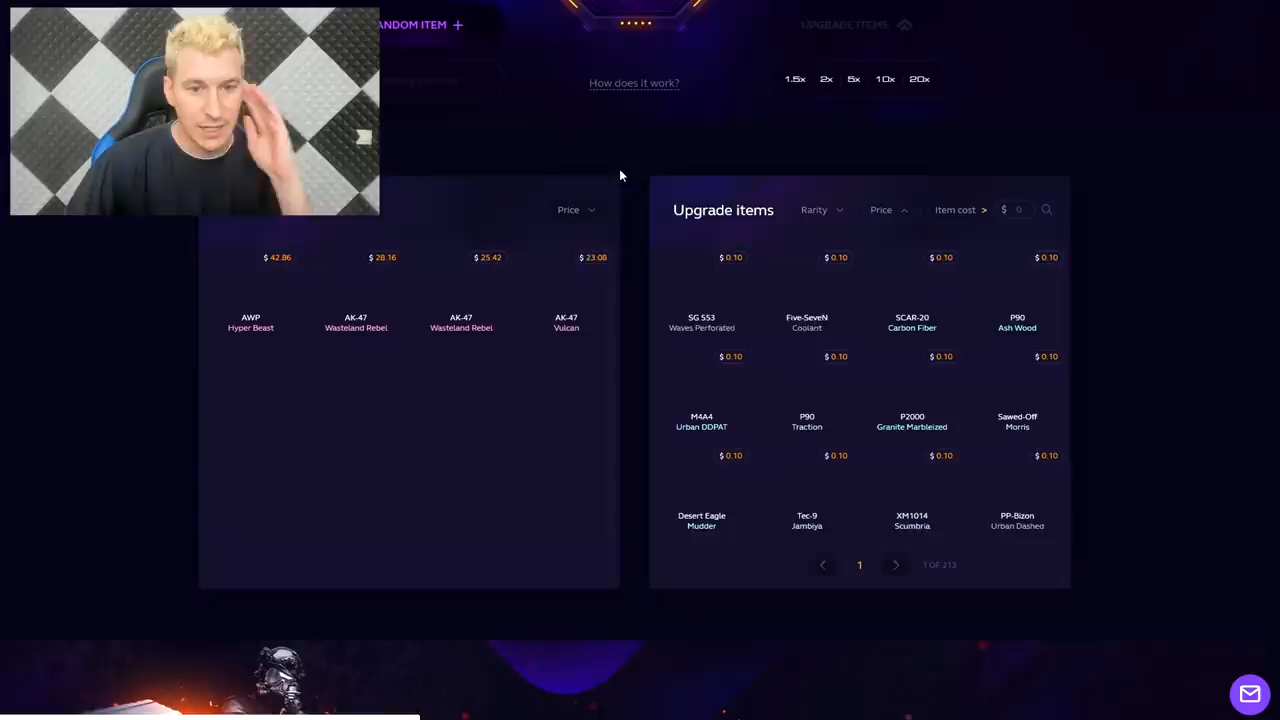 ANDOM ITEM +
UPGRADE ITEMS
How does it work?
1.5x 2x 5x 10x 20x
Price
Upgrade items Rarity Price Item cost > $ 0
$ 42.86 $ 28.16 $ 25.42 $ 23.08
AWP AK-47 AK-47 AK-47
Hyper Beast Wasteland Rebel Wasteland Rebel Vulcan
$ 0.10 $ 0.10 $ 0.10 $ 0.10
SG 553 Five-SeveN SCAR-20 P90
Waves Perforated Coolant Carbon Fiber Ash Wood
$ 0.10 $ 0.10 $ 0.10 $ 0.10
M4A4 P90 P2000 Sawed-Off
Urban DDPAT Traction Granite Marbleized Morris
$ 0.10 $ 0.10 $ 0.10 $ 0.10
Desert Eagle Tec-9 XM1014 PP-Bizon
Mudder Jambiya Scumbria Urban Dashed
1 1 OF 213